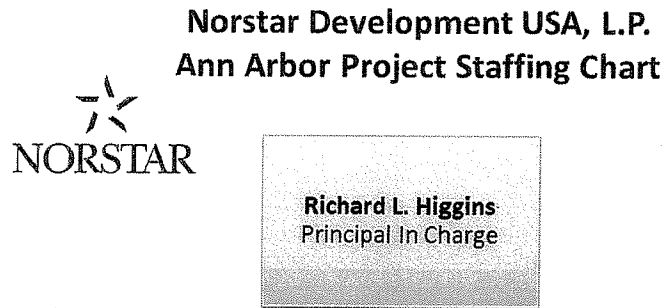 Norstar Development USA, L.P.
Ann Arbor Project Staffing Chart
NORSTAR
Richard L. Higgins
Principal In Charge